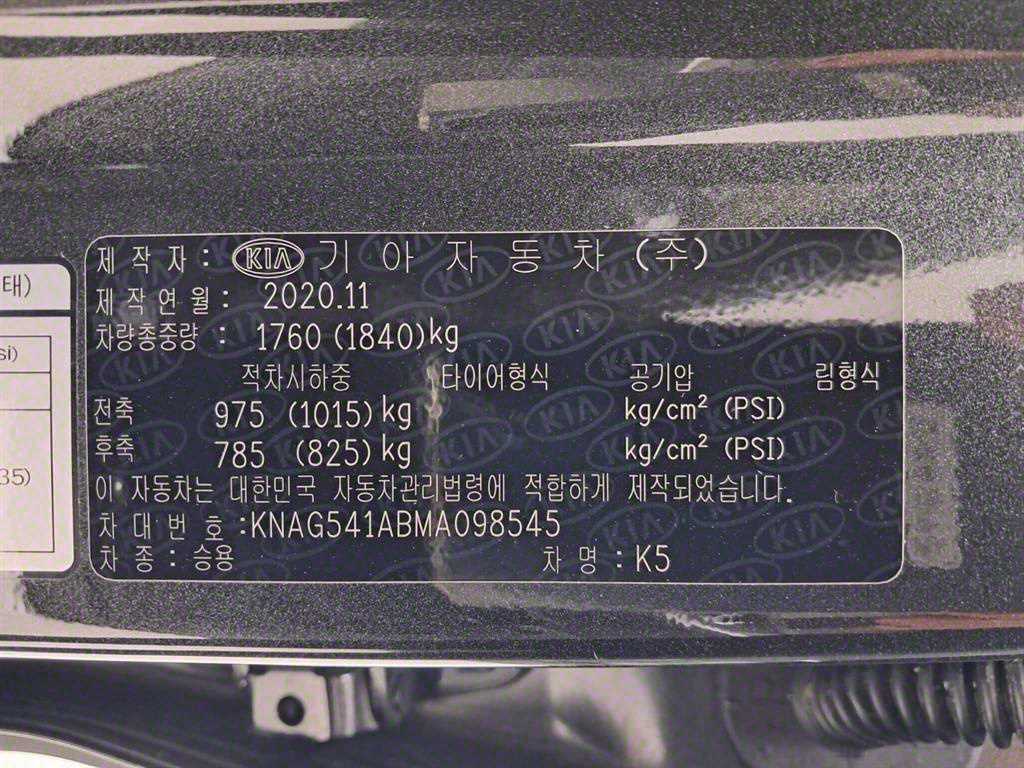 태)
si)
35)
제 작 자 : KIA 기 아 자 동 차 (주)
제 작 연 월 : 2020.11
차량총중량 : 1760 (1840)kg
적차시하중 타이어형식 공기압 림형식
전축 975 (1015)kg kg/cm² (PSI)
후축 785 (825)kg kg/cm² (PSI)
이 자동차는 대한민국 자동차관리법령에 적합하게 제작되었습니다.
차 대 번 호 :KNAG541ABMA098545
차 종 : 승용 차 명 : K5